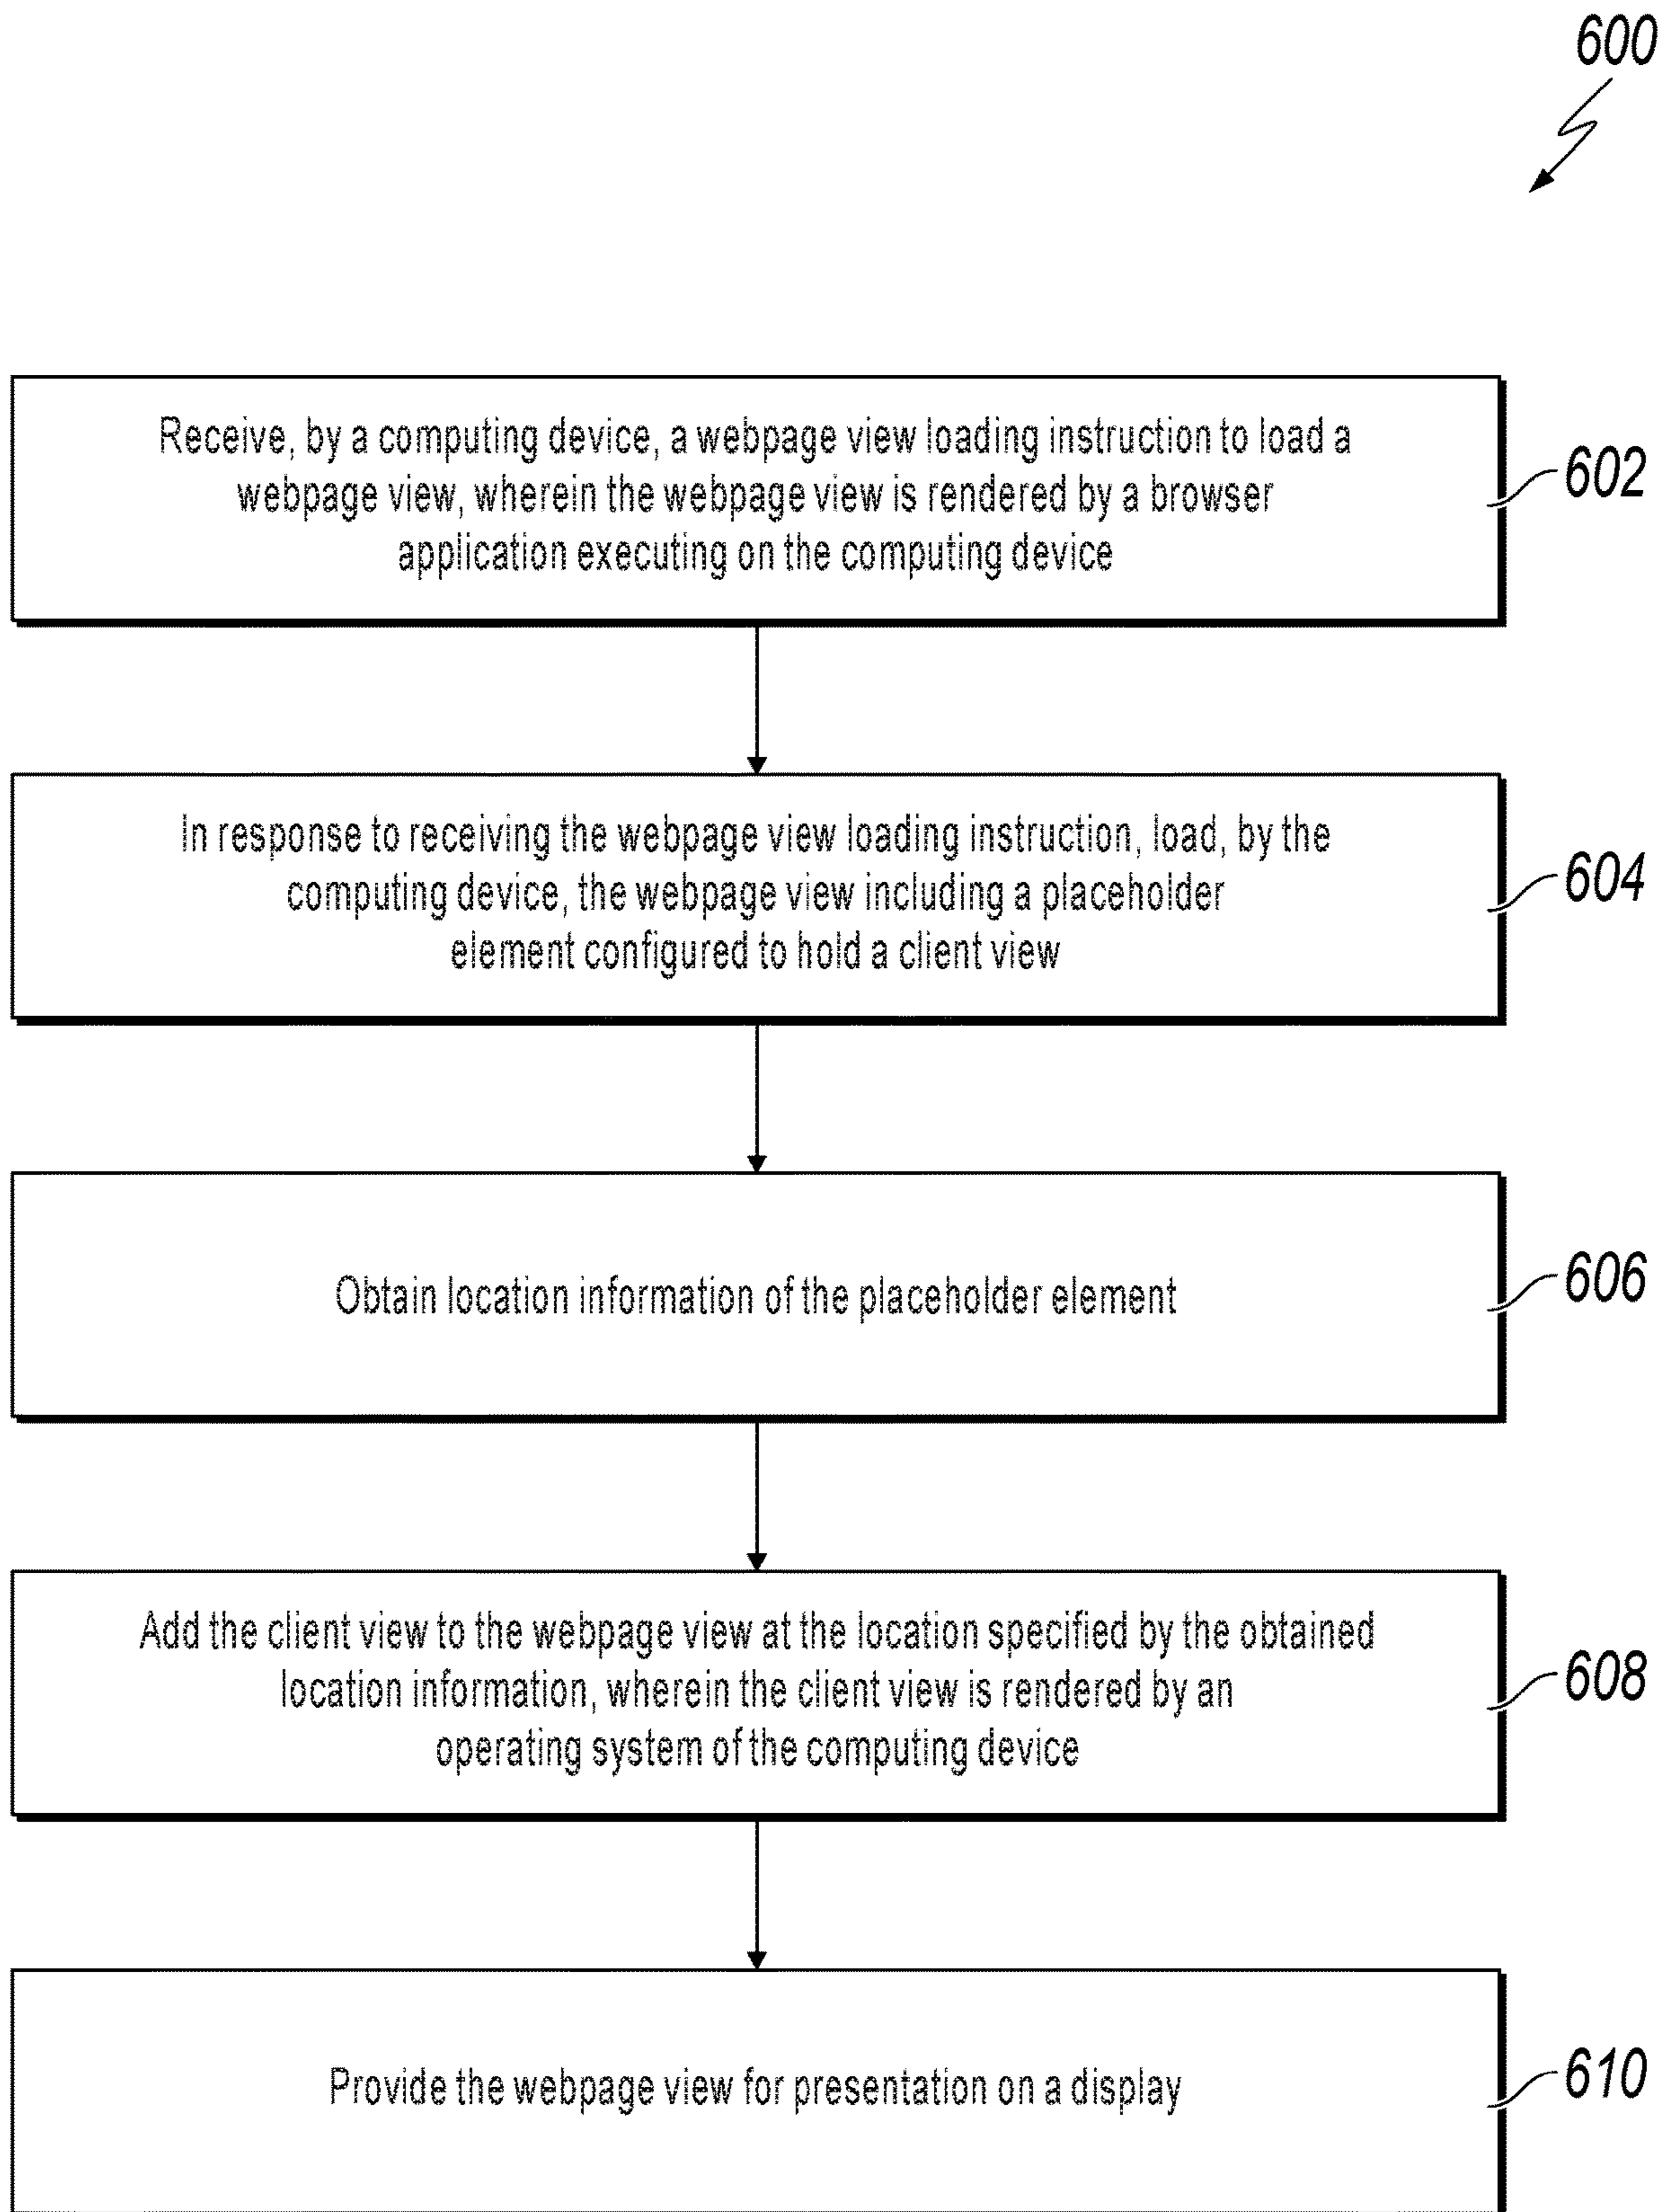 600
Receive, by a computing device, a webpage view loading instruction to load a
webpage view, wherein the webpage view is rendered by a browser
application executing on the computing device
602
In response to receiving the webpage view loading instruction, load, by the
computing device, the webpage view including a placeholder
element configured to hold a client view
604
Obtain location information of the placeholder element
606
Add the client view to the webpage view at the location specified by the obtained
location information, wherein the client view is rendered by an
operating system of the computing device
608
Provide the webpage view for presentation on a display
610